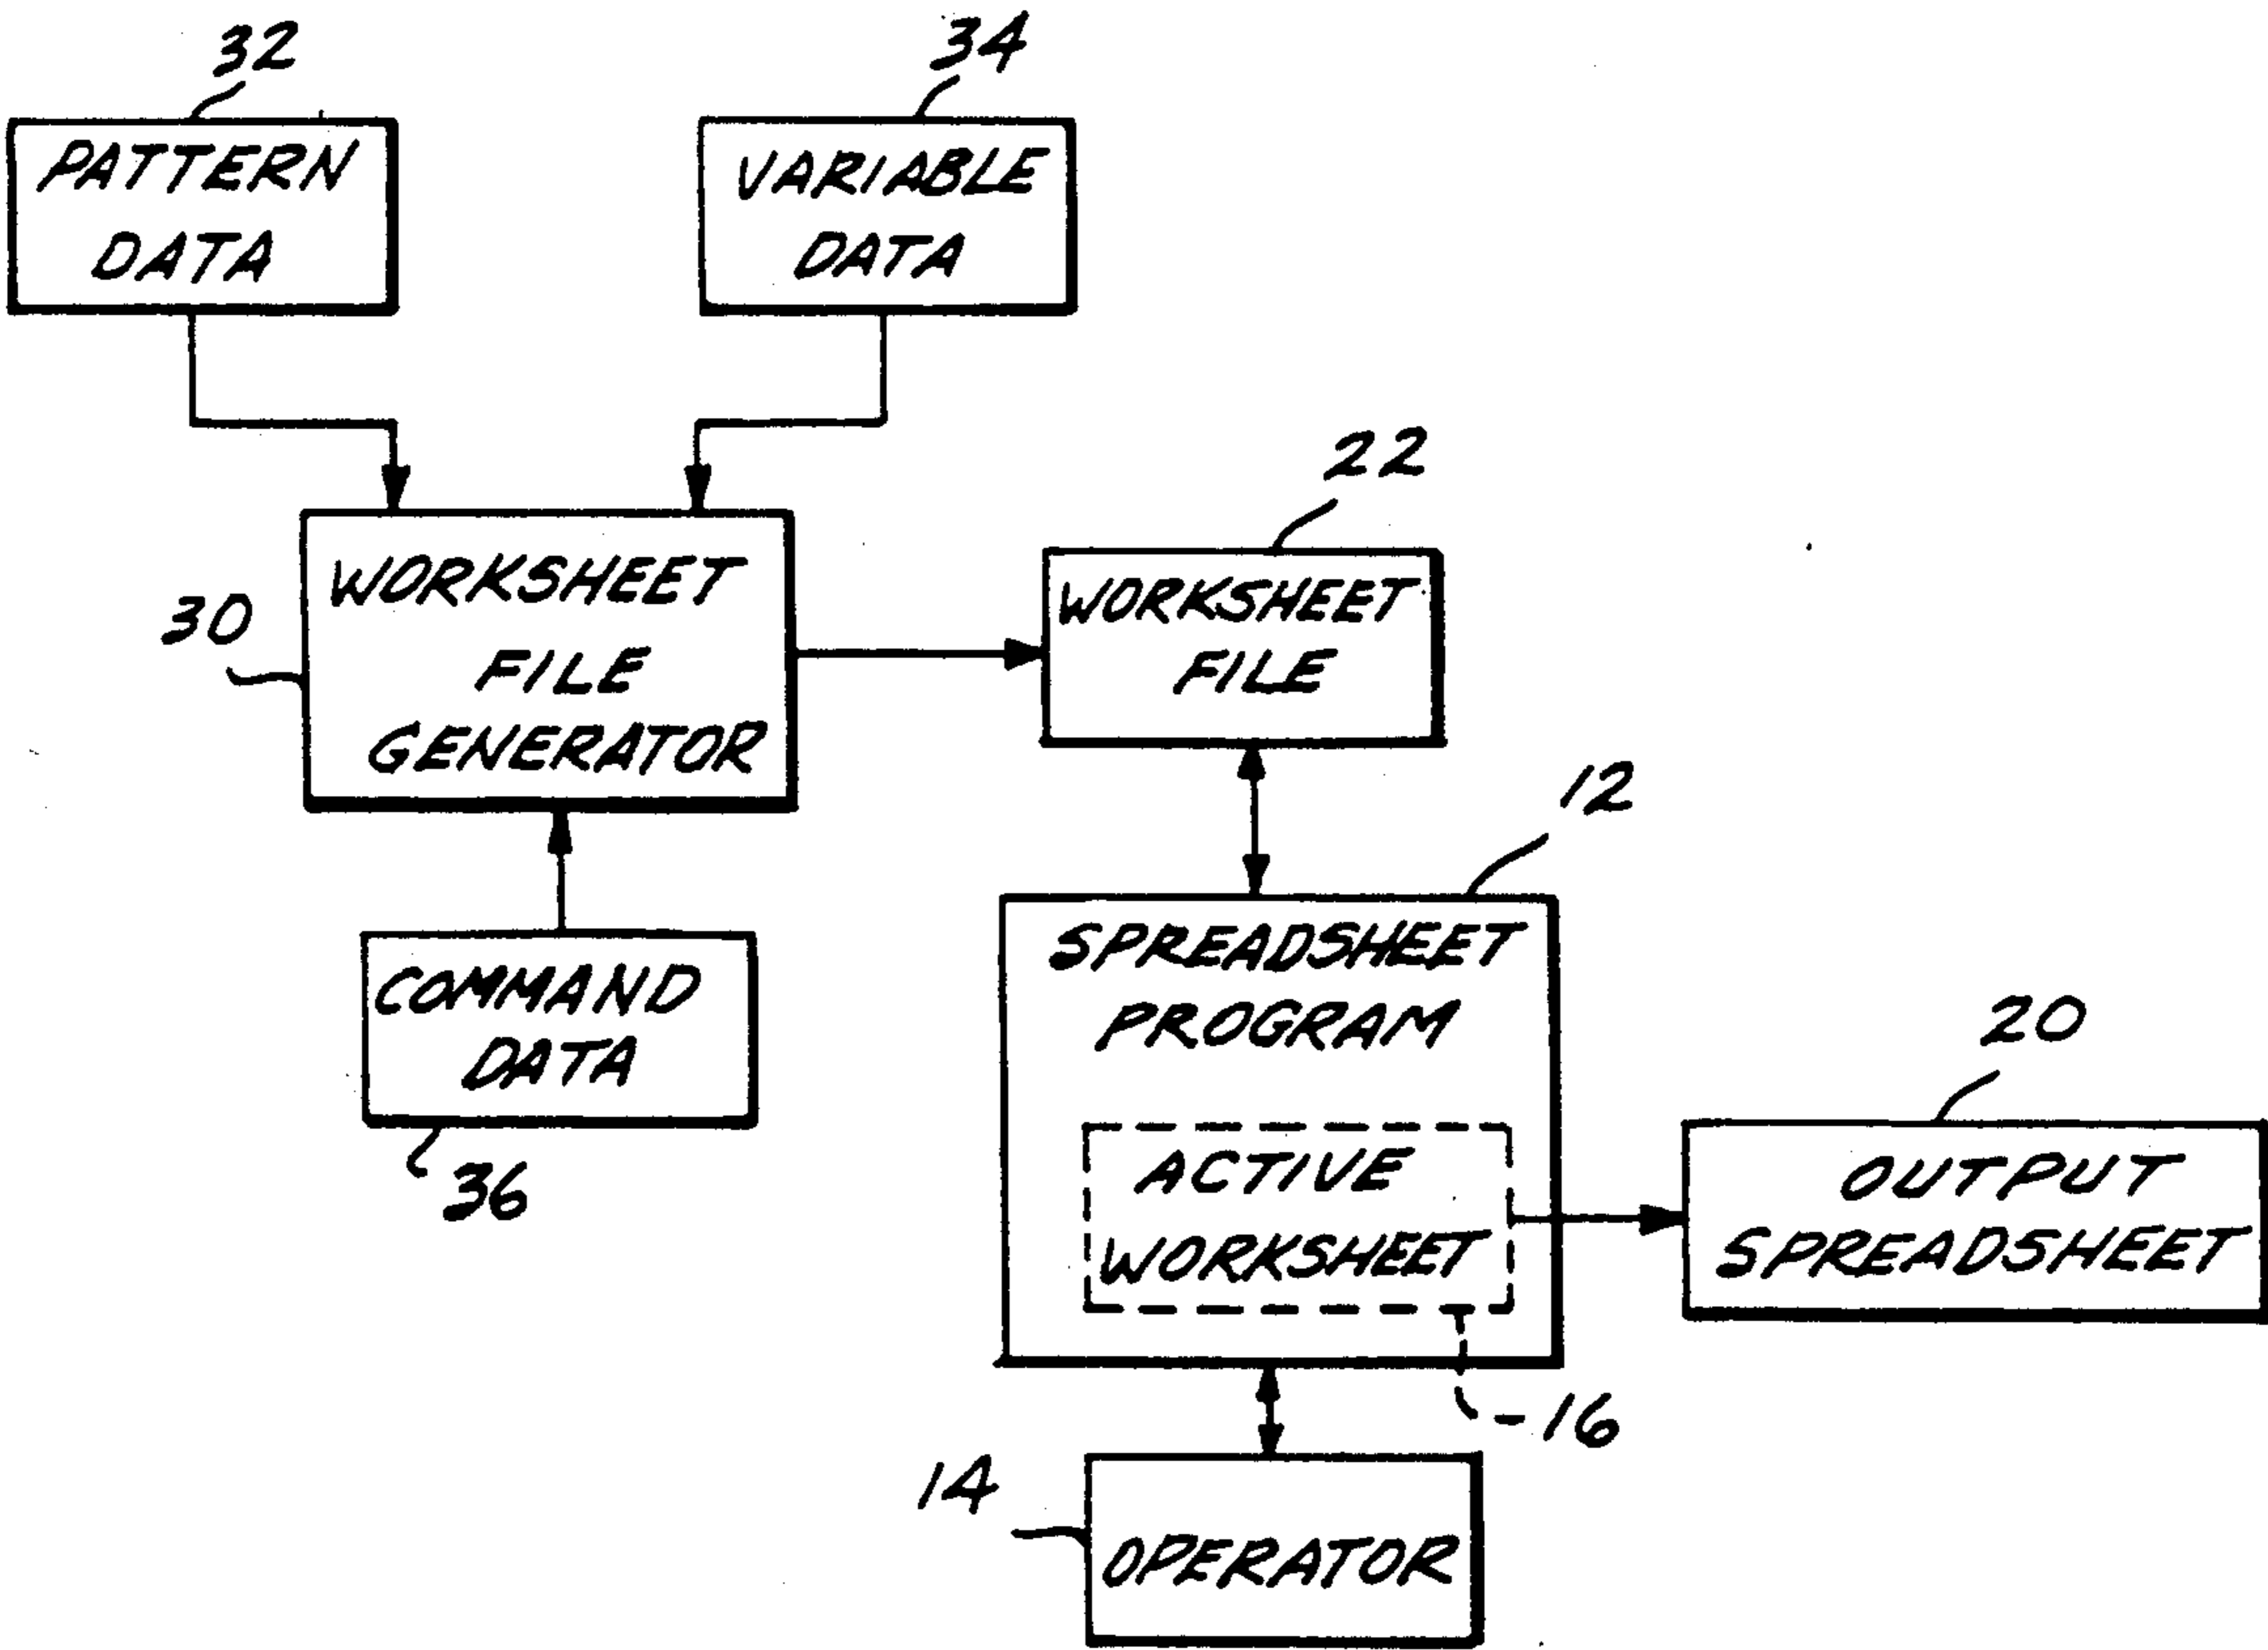 32
34
PATTERN
DATA
VARIABLE
DATA
22
30
WORKSHEET
FILE
GENERATOR
WORKSHEET
FILE
12
COMMAND
DATA
36
SPREADSHEET
PROGRAM
ACTIVE
WORKSHEET
16
20
OUTPUT
SPREADSHEET
14
OPERATOR